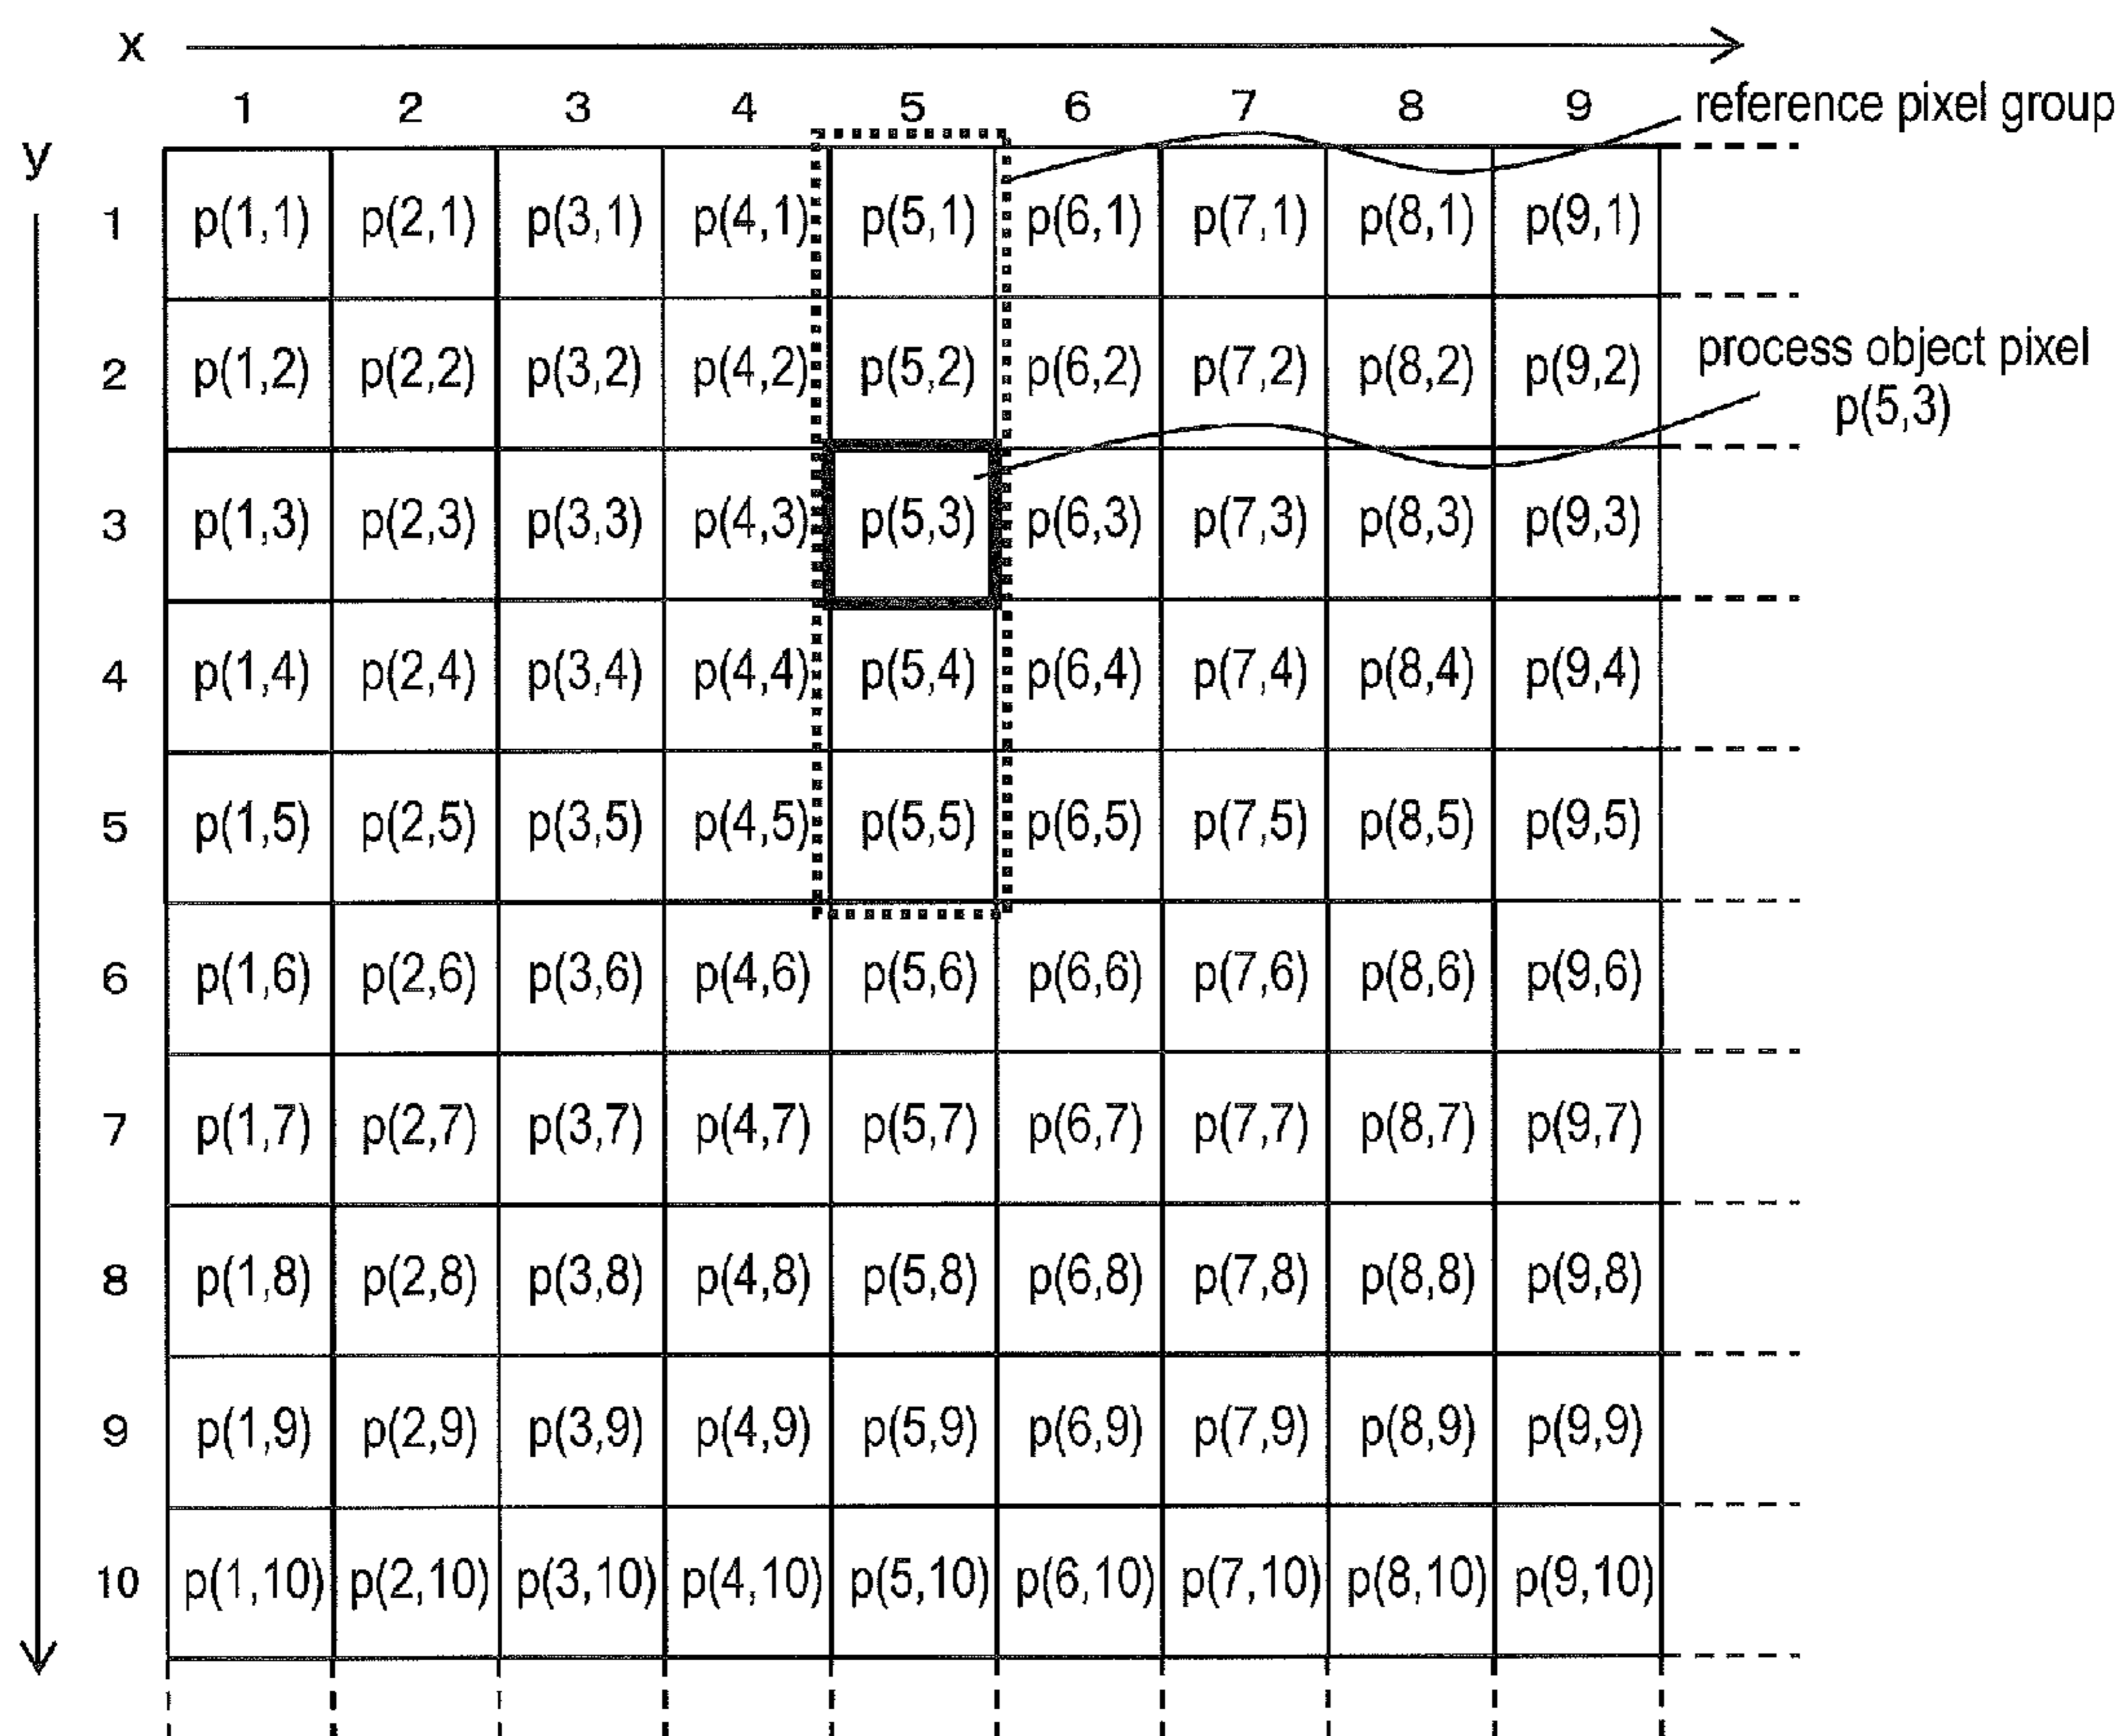 x
1 2 3 4 5 6 7 8 9
reference pixel group
y
1 p(1,1) p(2,1) p(3,1) p(4,1) p(5,1) p(6,1) p(7,1) p(8,1) p(9,1)
2 p(1,2) p(2,2) p(3,2) p(4,2) p(5,2) p(6,2) p(7,2) p(8,2) p(9,2)
process object pixel
p(5,3)
3 p(1,3) p(2,3) p(3,3) p(4,3) p(5,3) p(6,3) p(7,3) p(8,3) p(9,3)
4 p(1,4) p(2,4) p(3,4) p(4,4) p(5,4) p(6,4) p(7,4) p(8,4) p(9,4)
5 p(1,5) p(2,5) p(3,5) p(4,5) p(5,5) p(6,5) p(7,5) p(8,5) p(9,5)
6 p(1,6) p(2,6) p(3,6) p(4,6) p(5,6) p(6,6) p(7,6) p(8,6) p(9,6)
7 p(1,7) p(2,7) p(3,7) p(4,7) p(5,7) p(6,7) p(7,7) p(8,7) p(9,7)
8 p(1,8) p(2,8) p(3,8) p(4,8) p(5,8) p(6,8) p(7,8) p(8,8) p(9,8)
9 p(1,9) p(2,9) p(3,9) p(4,9) p(5,9) p(6,9) p(7,9) p(8,9) p(9,9)
10 p(1,10) p(2,10) p(3,10) p(4,10) p(5,10) p(6,10) p(7,10) p(8,10) p(9,10)